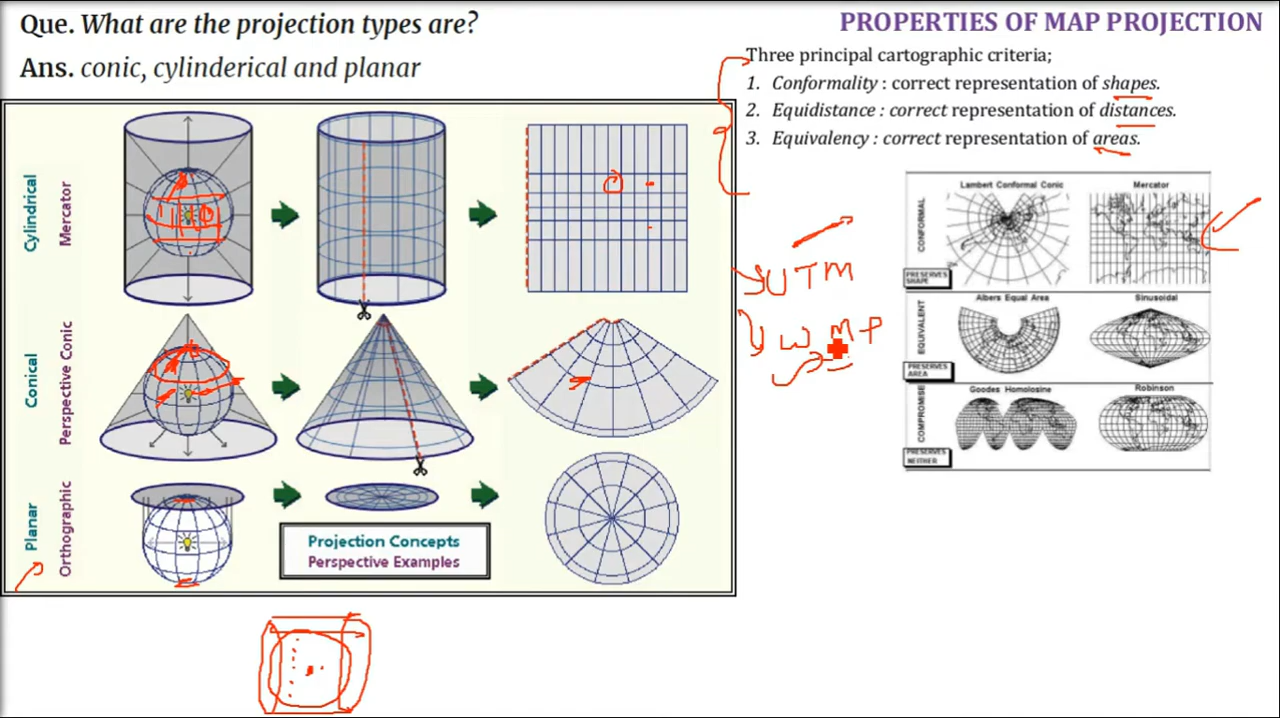 Que. What are the projection types are?
Ans. conic, cylinderical and planar
PROPERTIES OF MAP PROJECTION
Three principal cartographic criteria;
1. Conformality : correct representation of shapes.
2. Equidistance : correct representation of distances.
3. Equivalency : correct representation of areas.
Cylindrical
Mercator
Conical
Perspective Conic
Planar
Orthographic
Projection Concepts
Perspective Examples
UTM
WMP
CONFORMAL
Lambert Conformal Conic
Mercator
PRESERVES
SHAPE
EQUIVALENT
Albers Equal Area
Sinusoidal
PRESERVES
AREA
COMPROMISE
Goodes Homolosine
Robinson
PRESERVES
NEITHER